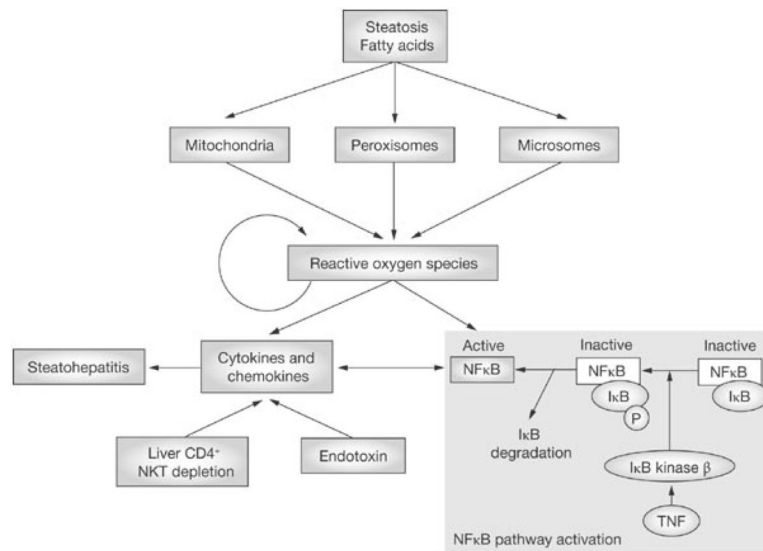 Steatosis
Fatty acids
Mitochondria
Peroxisomes
Microsomes
Reactive oxygen species
Steatohepatitis
Cytokines and
chemokines
Active
Inactive
Inactive
NFκB
NFκB
NFκB
IκB
IκB
P
IκB
degradation
Liver CD4⁺
NKT depletion
Endotoxin
IκB kinase β
TNF
NFκB pathway activation